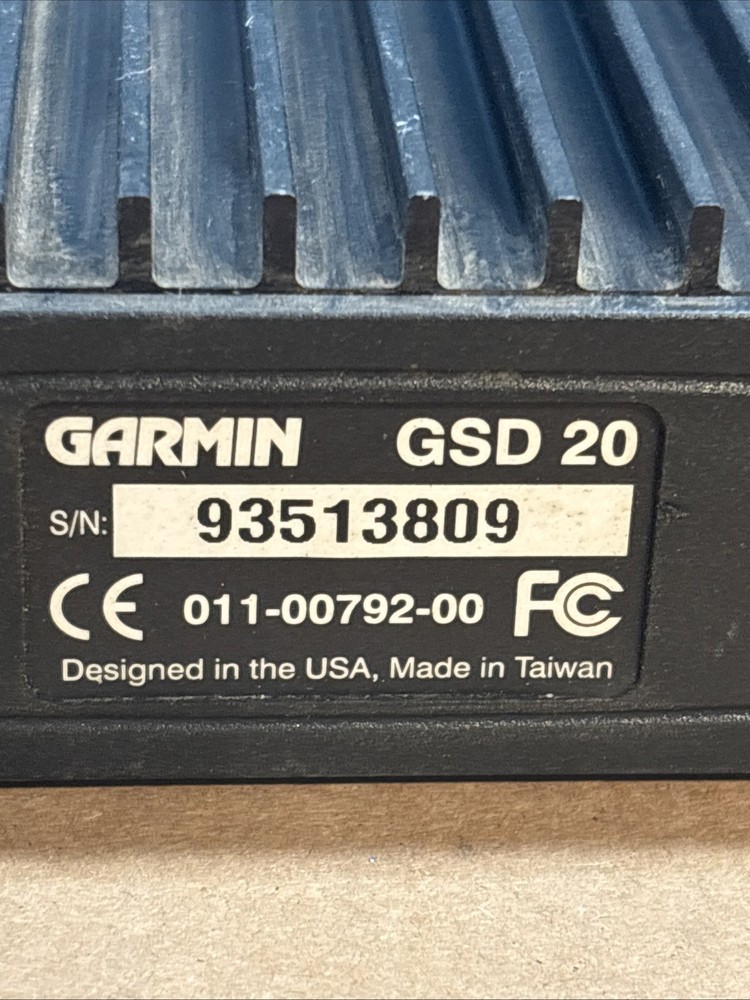 GARMIN GSD 20
S/N: 93513809
CE 011-00792-00 FC
Designed in the USA, Made in Taiwan